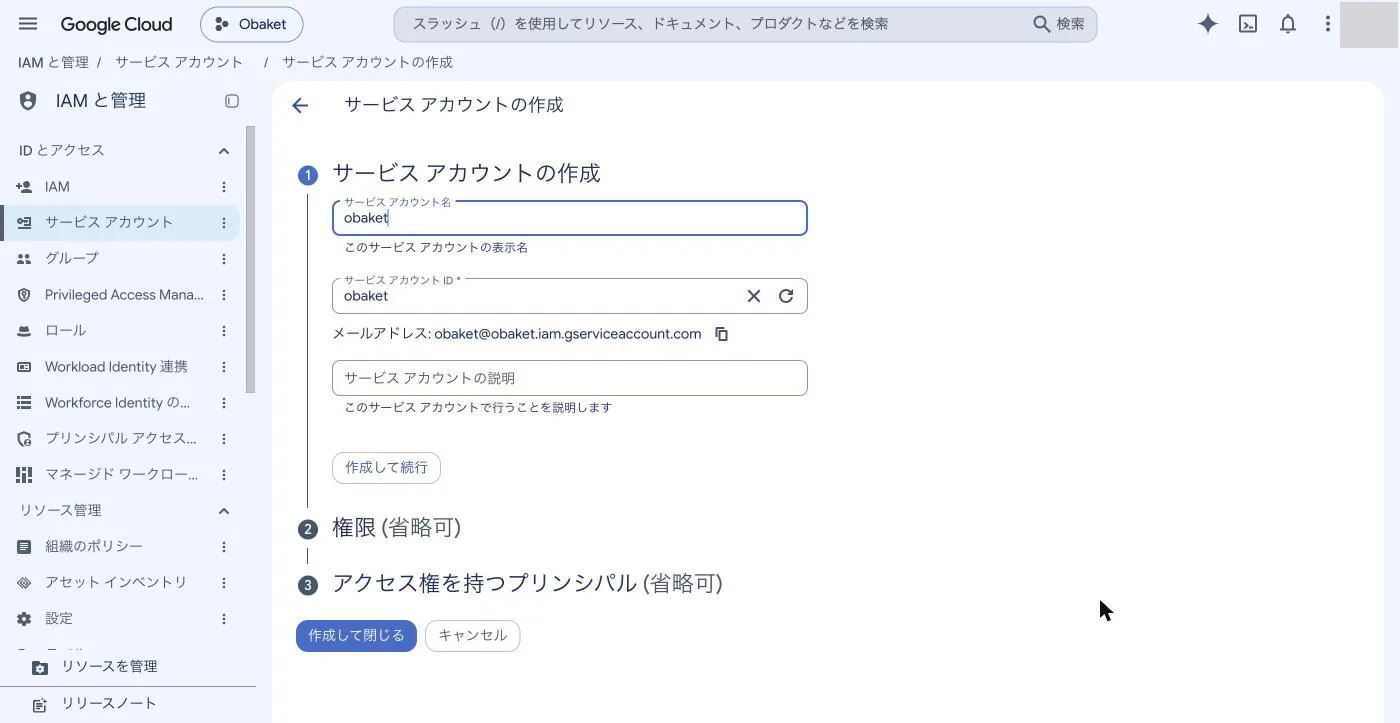 Google Cloud
Obaket
スラッシュ（/）を使用してリソース、ドキュメント、プロダクトなどを検索
検索
IAM と管理 / サービス アカウント / サービス アカウントの作成
IAM と管理
ID とアクセス
IAM
サービス アカウント
グループ
Privileged Access Mana...
ロール
Workload Identity 連携
Workforce Identity の...
プリンシパル アクセス...
マネージド ワークロー...
リソース管理
組織のポリシー
アセット インベントリ
設定
リソースを管理
リリースノート
サービス アカウントの作成
1 サービス アカウントの作成
サービス アカウント名
obaket
このサービス アカウントの表示名
サービス アカウント ID *
obaket
メールアドレス: obaket@obaket.iam.gserviceaccount.com
サービス アカウントの説明
このサービス アカウントで行うことを説明します
作成して続行
2 権限 (省略可)
3 アクセス権を持つプリンシパル (省略可)
作成して閉じる
キャンセル